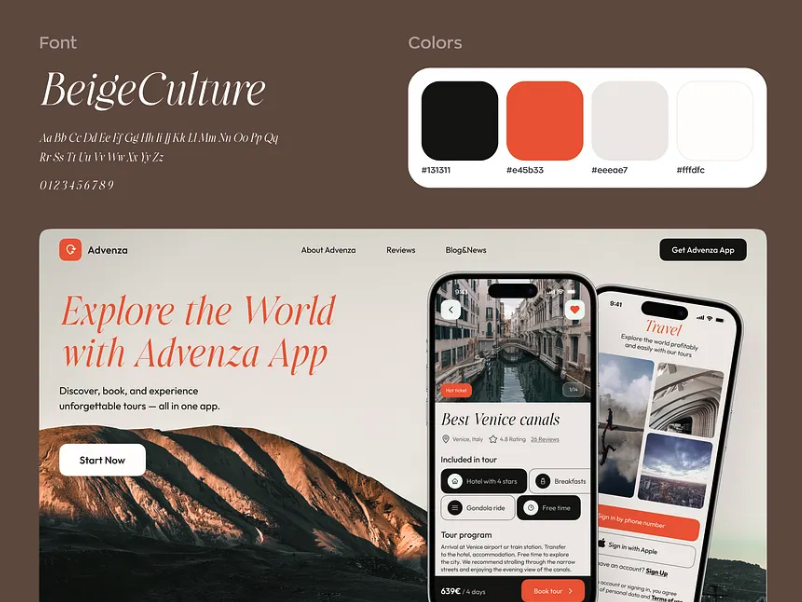 Font
Colors
BeigeCulture
Aa Bb Cc Dd Ee Ff Gg Hh Ii Jj Kk Ll Mm Nn Oo Pp Qq
Rr Ss Tt Uu Vv Ww Xx Yy Zz
0123456789
#131311
#e45b33
#eeeae7
#fffdfc
Advenza
About Advenza
Reviews
Blog&News
Get Advenza App
Explore the World
with Advenza App
Discover, book, and experience
unforgettable tours — all in one app.
Start Now
9:41
Hot ticket
1/14
Best Venice canals
Venice, Italy
4.8 Rating
26 Reviews
Included in tour
Hotel with 4 stars
Breakfasts
Gondola ride
Free time
Tour program
Arrival at Venice airport or train station, Transfer
to the hotel, accommodation. Free time to explore
the city. We recommend strolling through the narrow
streets and enjoying the evening view of the canals.
639€ / 4 days
Book tour
9:41
Travel
Explore the world profitably
and easily with our tours
Sign in by phone number
Sign in with Apple
have an account? Sign Up
account or signing in, you agree
of personal data and Terms of